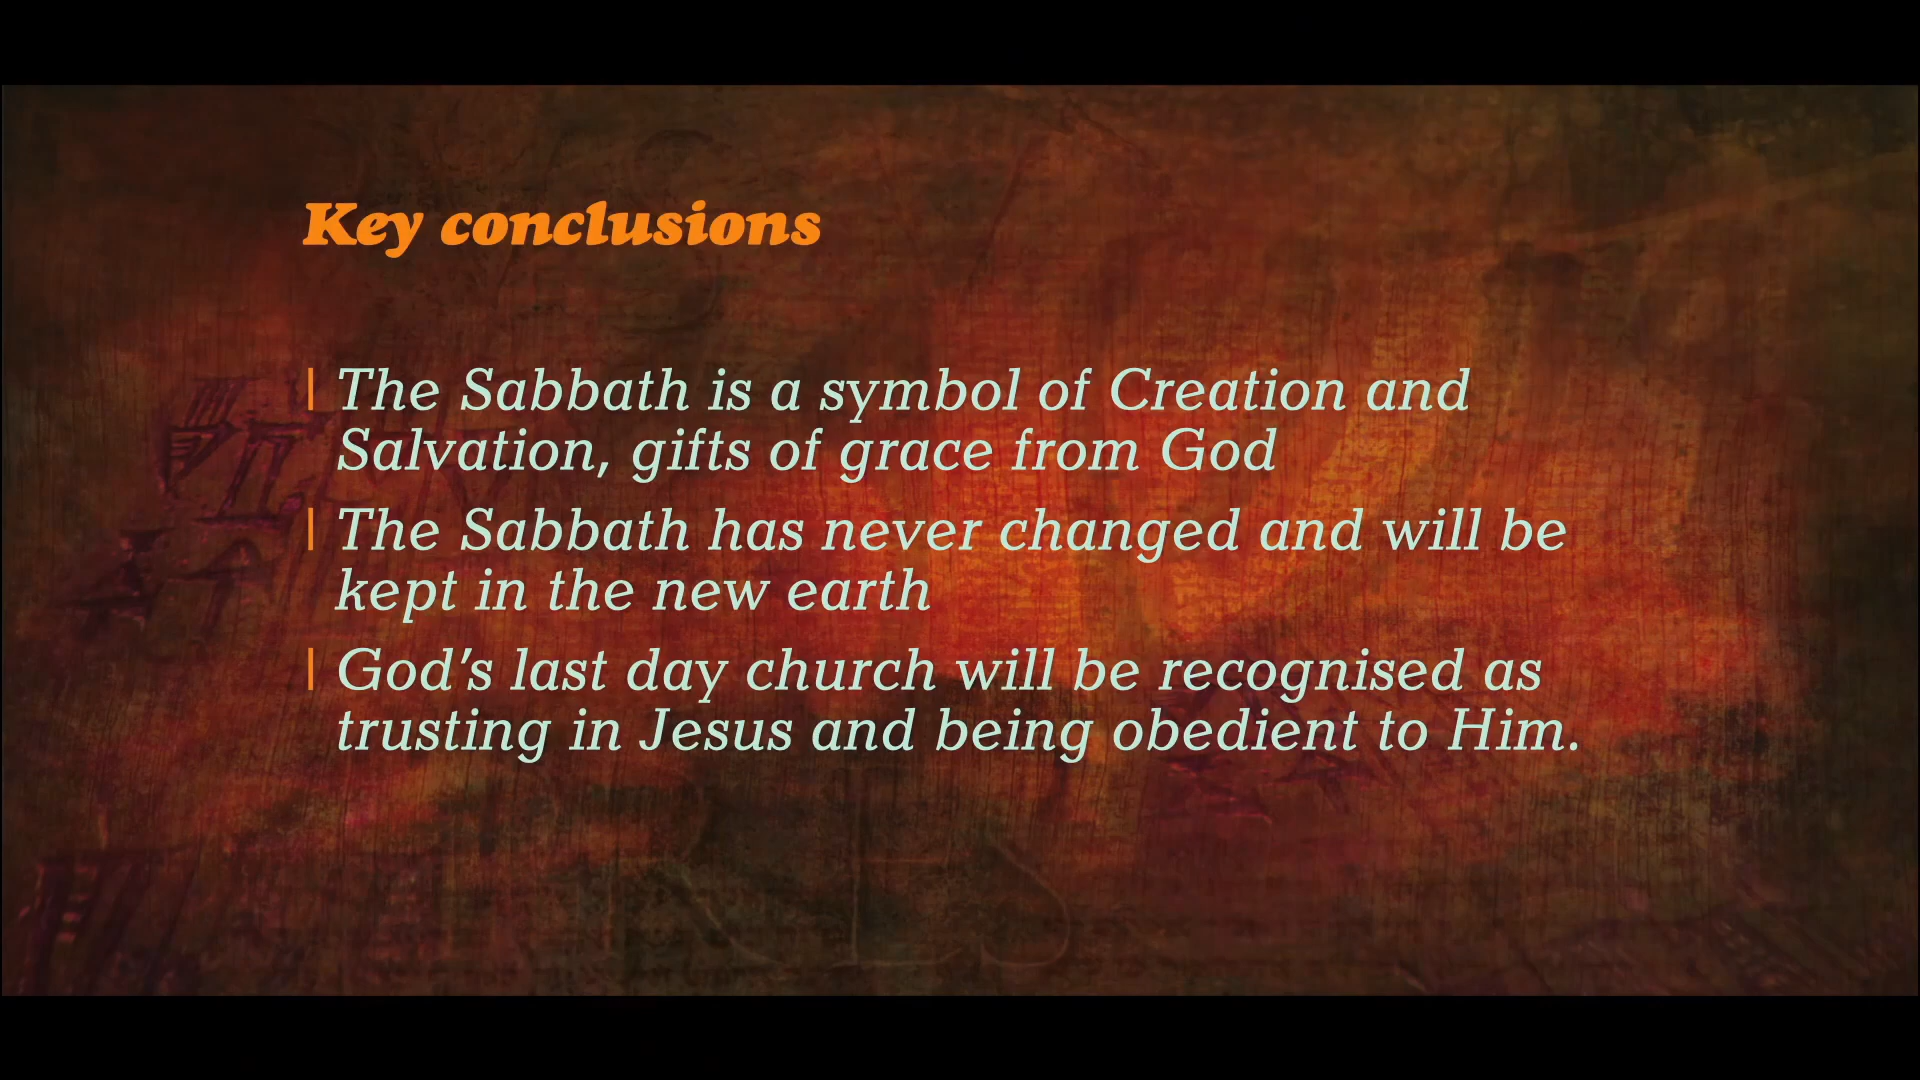 Key conclusions
The Sabbath is a symbol of Creation and
Salvation, gifts of grace from God
The Sabbath has never changed and will be
kept in the new earth
God’s last day church will be recognised as
trusting in Jesus and being obedient to Him.